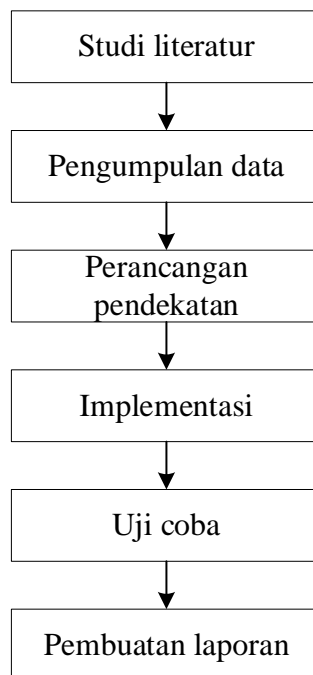 Studi literatur
Pengumpulan data
Perancangan
pendekatan
Implementasi
Uji coba
Pembuatan laporan